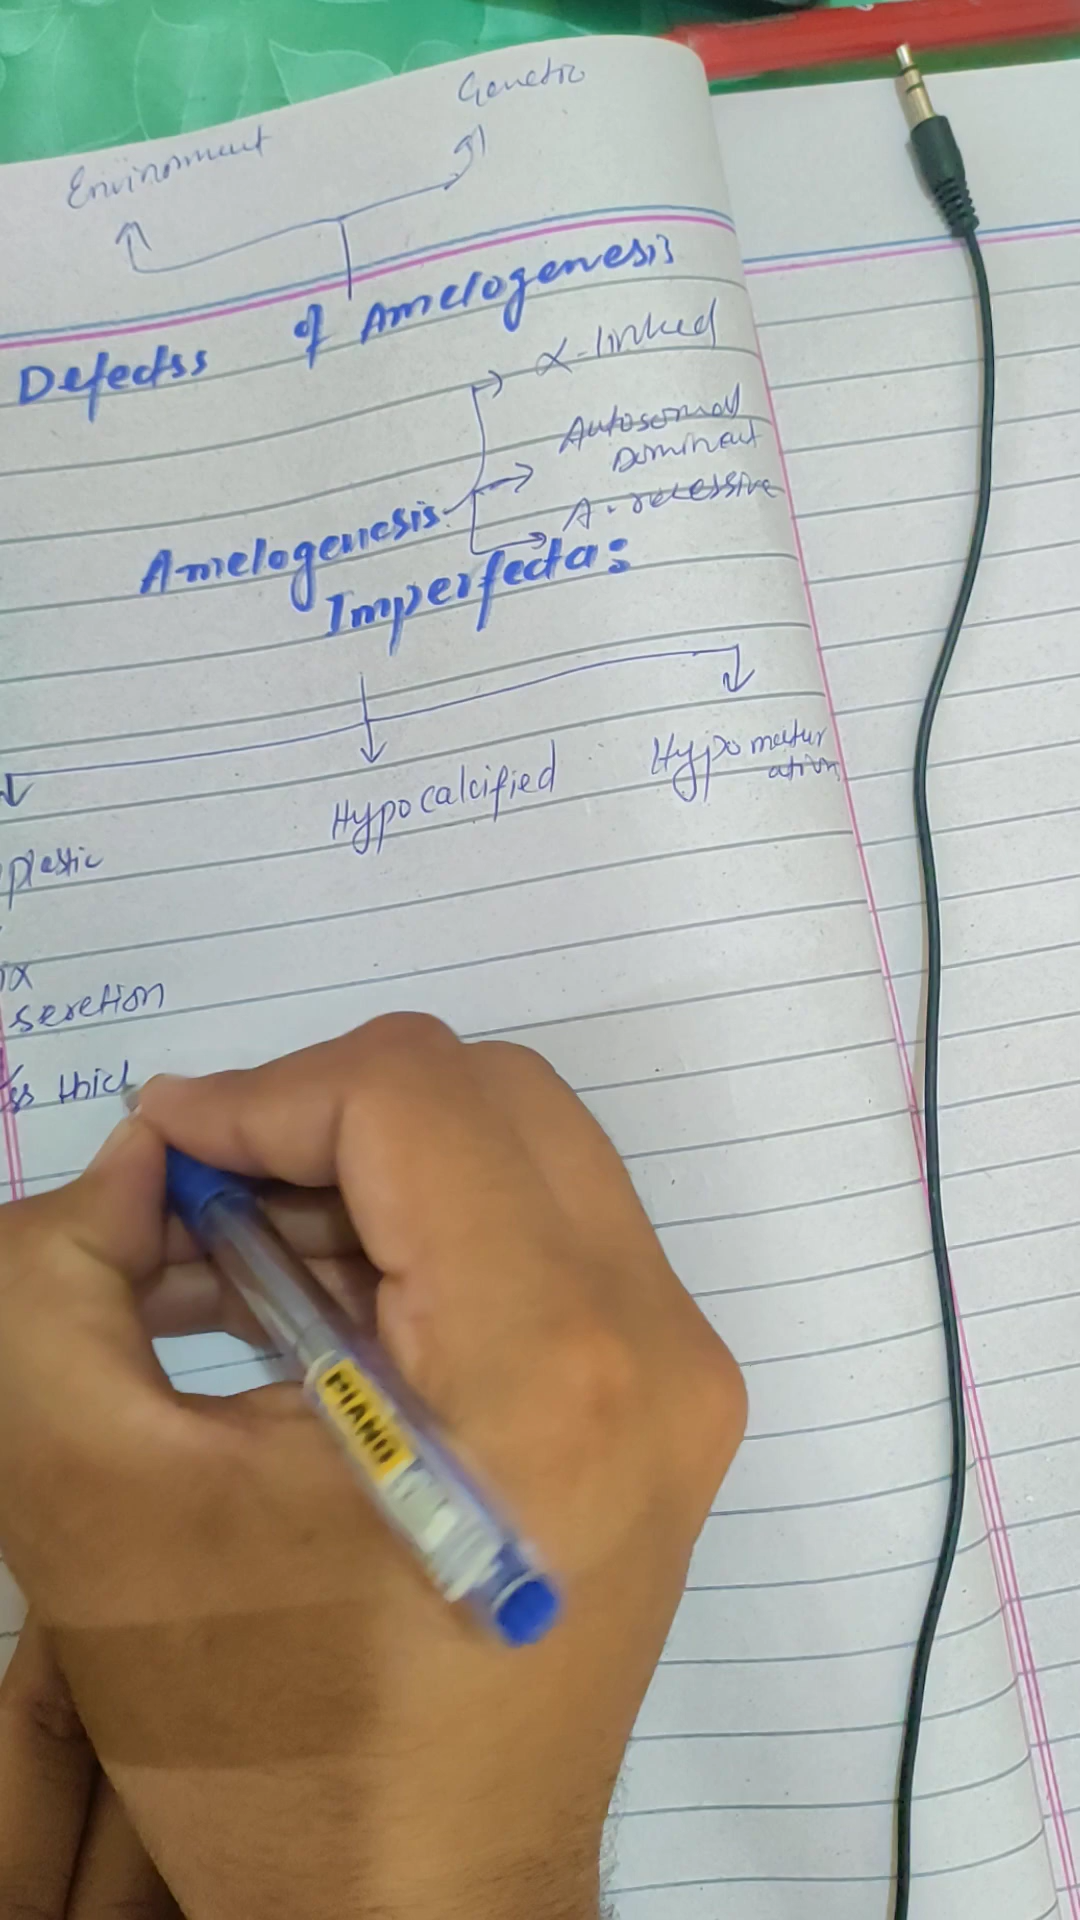 Genetic
Environment
Defectss of Amelogenesis
X-linked
Autosomal
Dominant
A. recessive
Amelogenesis
Imperfecta:
Hypomatur
ation
Hypocalcified
plastic
seretion
thick
PIANO